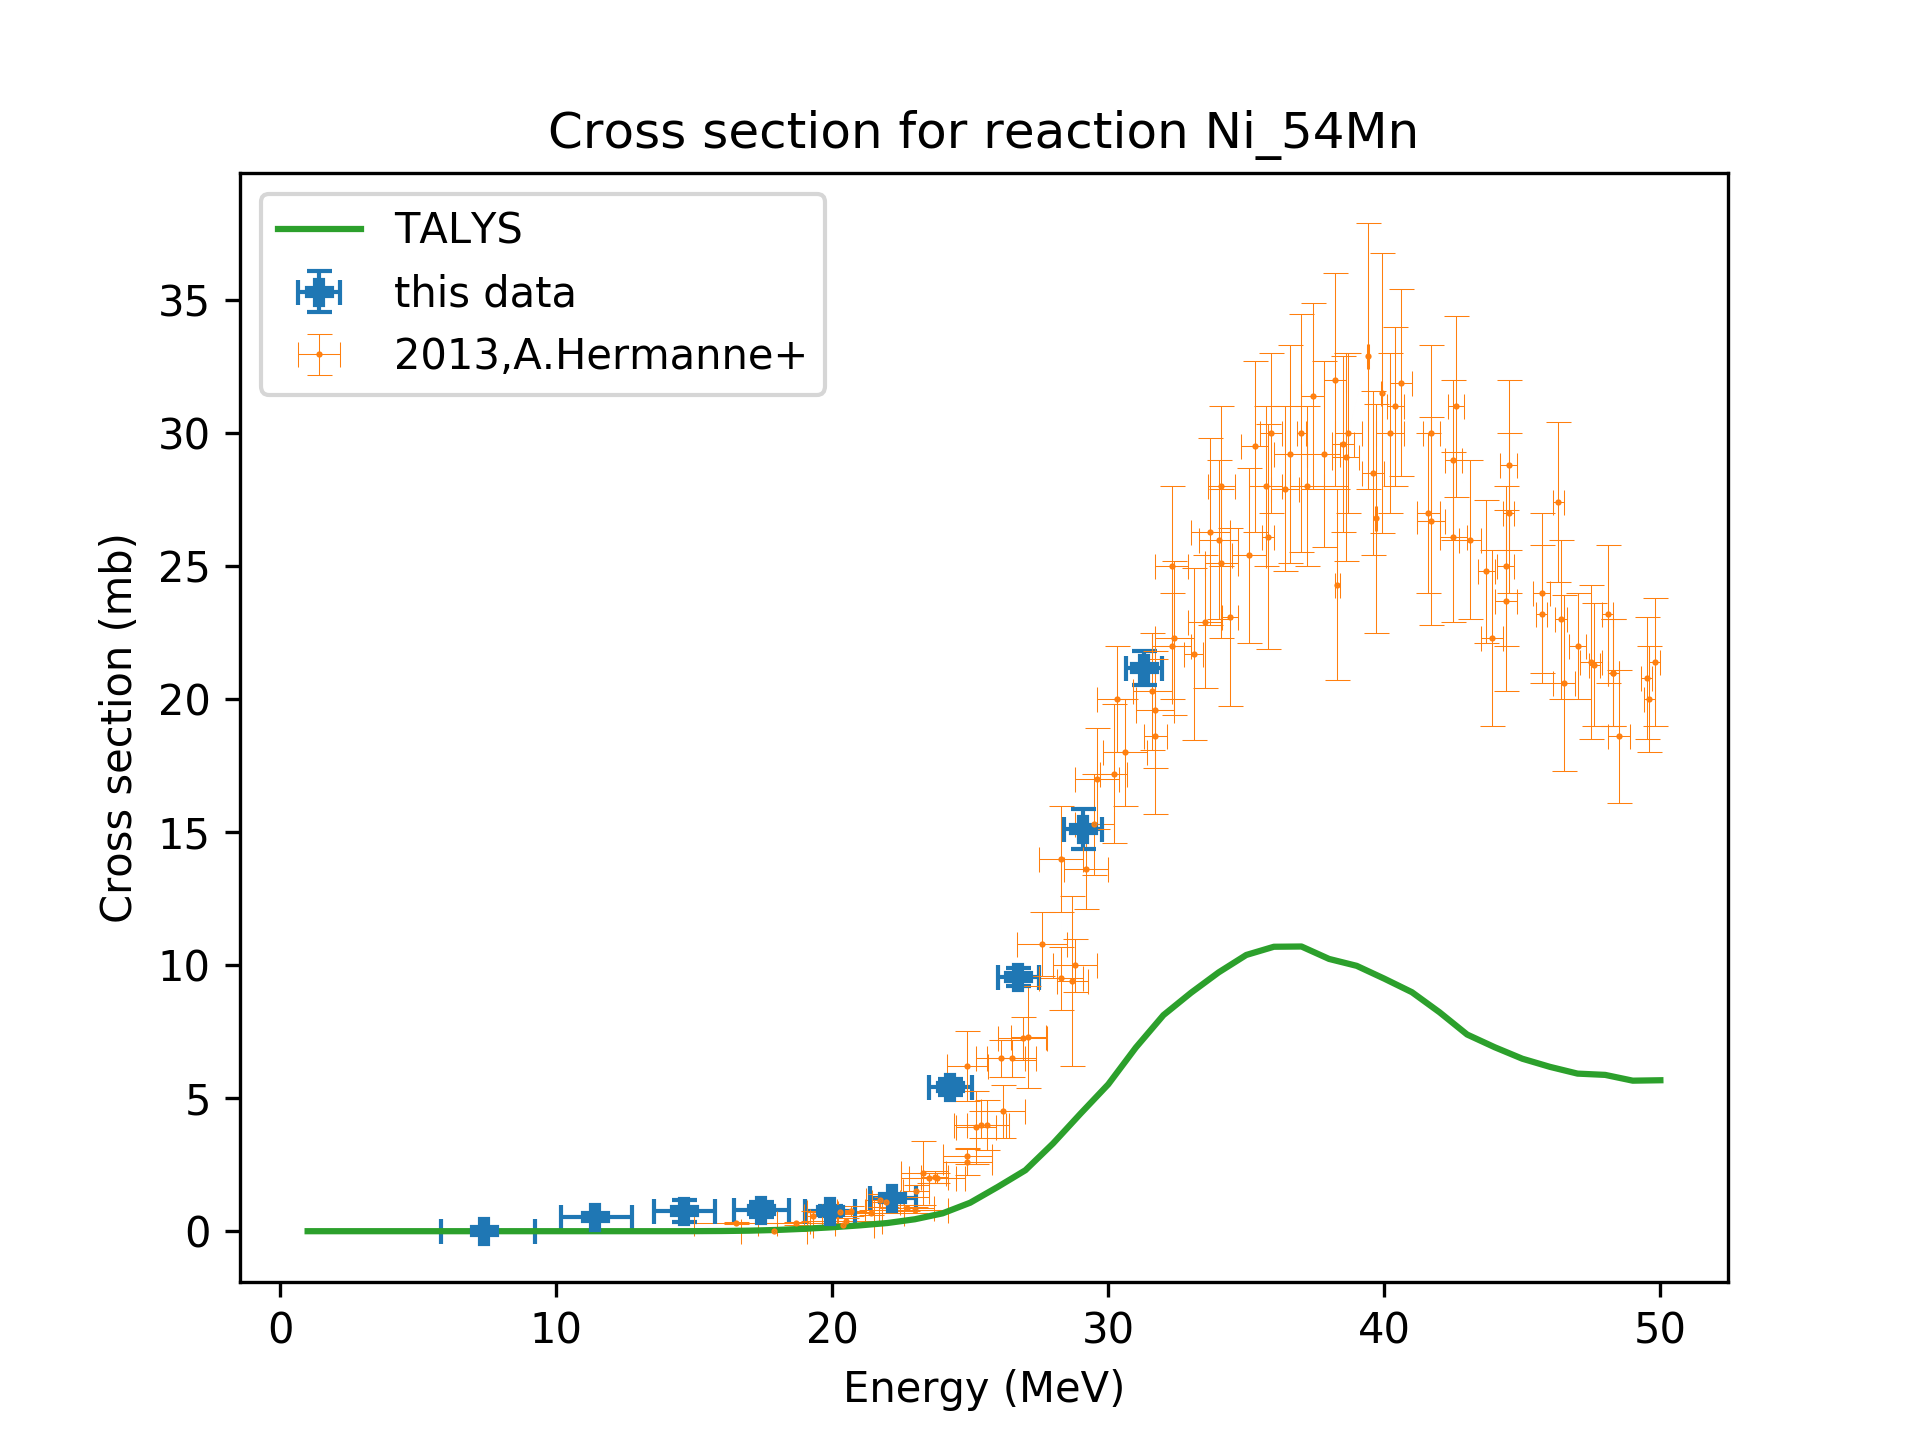 Cross section for reaction Ni_54Mn
TALYS
this data
2013,A.Hermanne+
Cross section (mb)
35
30
25
20
15
10
5
0
0 10 20 30 40 50
Energy (MeV)